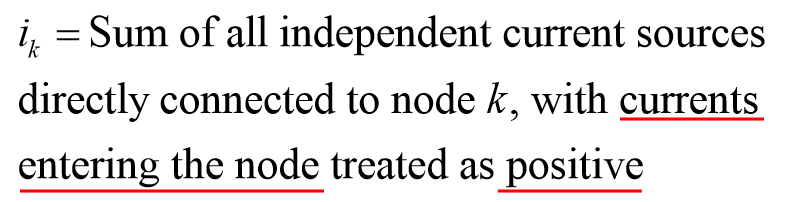 i_k = Sum of all independent current sources
directly connected to node k, with currents
entering the node treated as positive